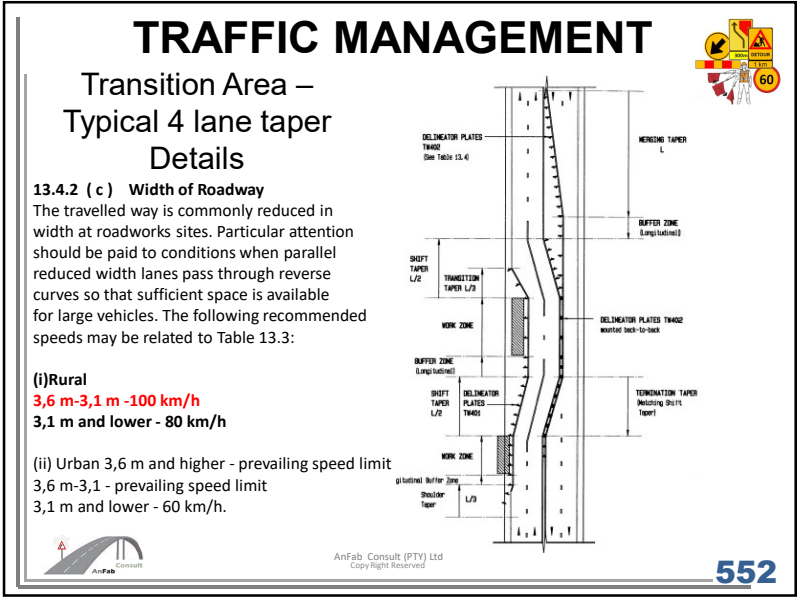 TRAFFIC MANAGEMENT
300m
DETOUR
1 km
60
Transition Area –
Typical 4 lane taper
Details
13.4.2 ( c ) Width of Roadway
The travelled way is commonly reduced in
width at roadworks sites. Particular attention
should be paid to conditions when parallel
reduced width lanes pass through reverse
curves so that sufficient space is available
for large vehicles. The following recommended
speeds may be related to Table 13.3:
(i)Rural
3,6 m-3,1 m -100 km/h
3,1 m and lower - 80 km/h
(ii) Urban 3,6 m and higher - prevailing speed limit
3,6 m-3,1 - prevailing speed limit
3,1 m and lower - 60 km/h.
DELINEATOR PLATES
TW402
(See Table 13.4)
MERGING TAPER
L
BUFFER ZONE
(Longitudinal)
SHIFT
TAPER
L/2
TRANSITION
TAPER L/3
WORK ZONE
DELINEATOR PLATES TW402
mounted back-to-back
BUFFER ZONE
(Longitudinal)
SHIFT
TAPER
L/2
DELINEATOR
PLATES
TW401
TERMINATION TAPER
(Matching Shift
Taper)
WORK ZONE
gitudinal Buffer Zone
Shoulder
Taper
L/3
AnFab Consult
AnFab Consult (PTY) Ltd
Copy Right Reserved
552